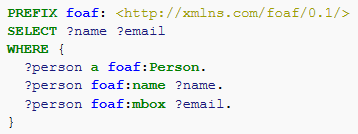 PREFIX foaf: <http://xmlns.com/foaf/0.1/>
SELECT ?name ?email
WHERE {
  ?person a foaf:Person.
  ?person foaf:name ?name.
  ?person foaf:mbox ?email.
}